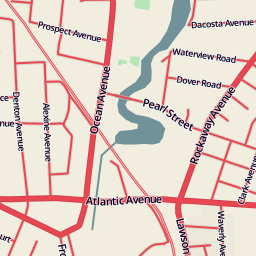 Dacosta Avenue
Prospect Avenue
Waterview Road
Dover Road
Ocean Avenue
Pearl Street
Denton Avenue
Alexine Avenue
Rockaway Avenue
Clark Avenue
Atlantic Avenue
Waverly Ave
Lawson